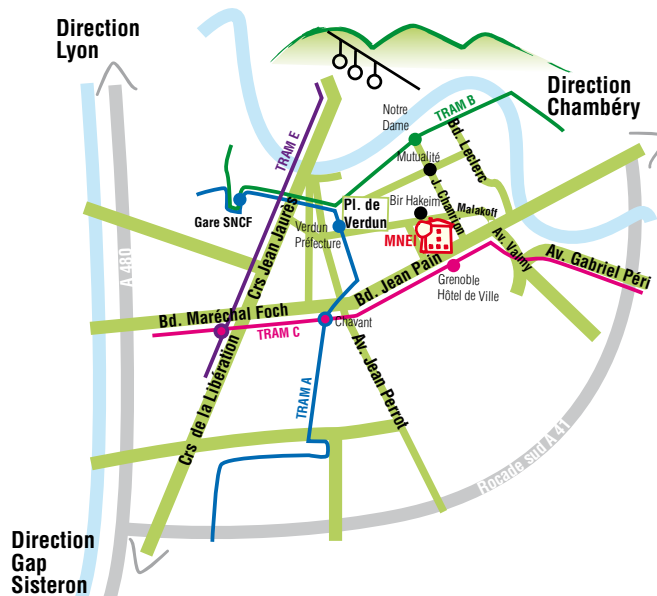 Direction
Lyon
Direction
Chambéry
Notre
Dame
TRAM B
Bd. Leclerc
Mutualité
TRAM E
J. Chanrion
Pl. de
Verdun
Bir Hakeim
Malakoff
Gare SNCF
Verdun
Préfecture
MNEI
Av. Valmy
Av. Gabriel Péri
A 480
Crs Jean Jaurès
Bd. Jean Pain
Grenoble
Hôtel de Ville
Bd. Maréchal Foch
Chavant
TRAM C
Crs de la Libération
TRAM A
Av. Jean Perrot
Rocade sud A 41
Direction
Gap
Sisteron